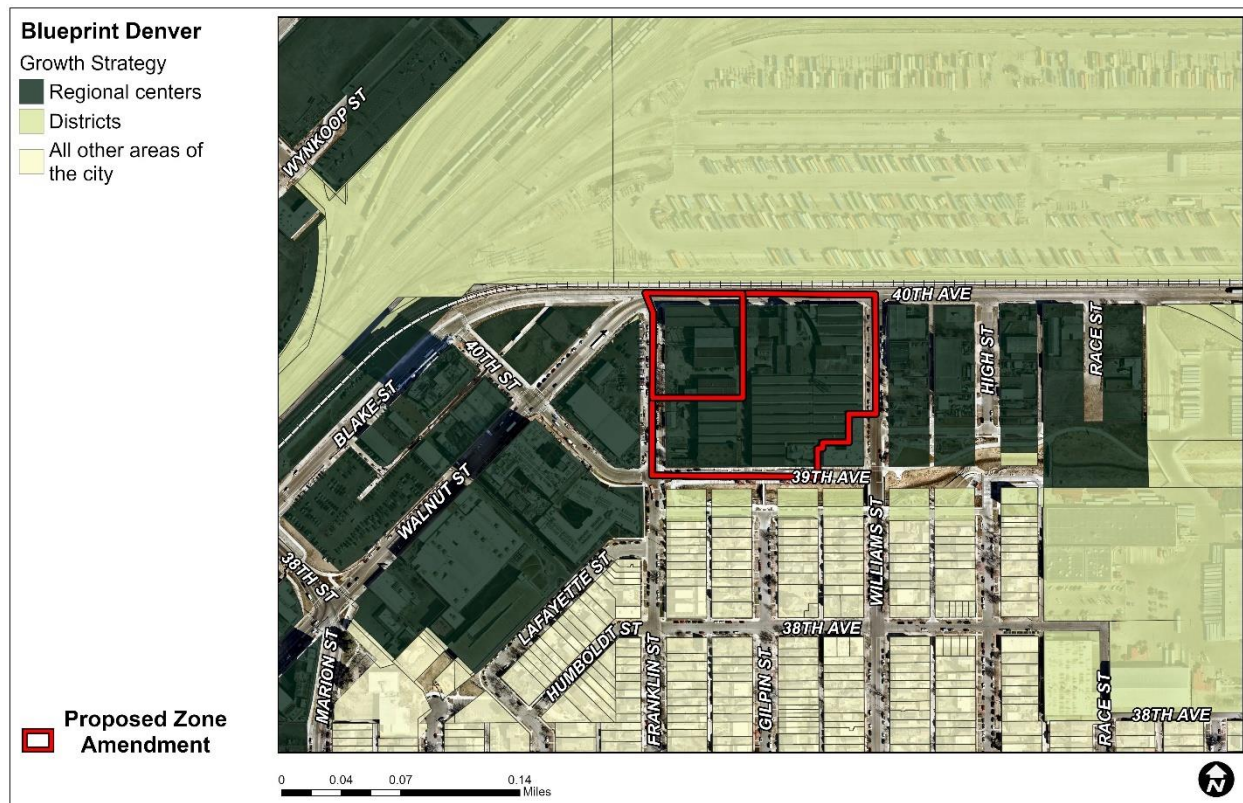 Blueprint Denver
Growth Strategy
Regional centers
Districts
All other areas of
the city
WYNKOOP ST
40TH AVE
40TH ST
HIGH ST
RACE ST
BLAKE ST
WALNUT ST
39TH AVE
WILLIAMS ST
38TH ST
LAFAYETTE ST
HUMBOLDT ST
38TH AVE
MARION ST
FRANKLIN ST
GILPIN ST
RACE ST
38TH AVE
Proposed Zone
Amendment
0 0.04 0.07 0.14
Miles